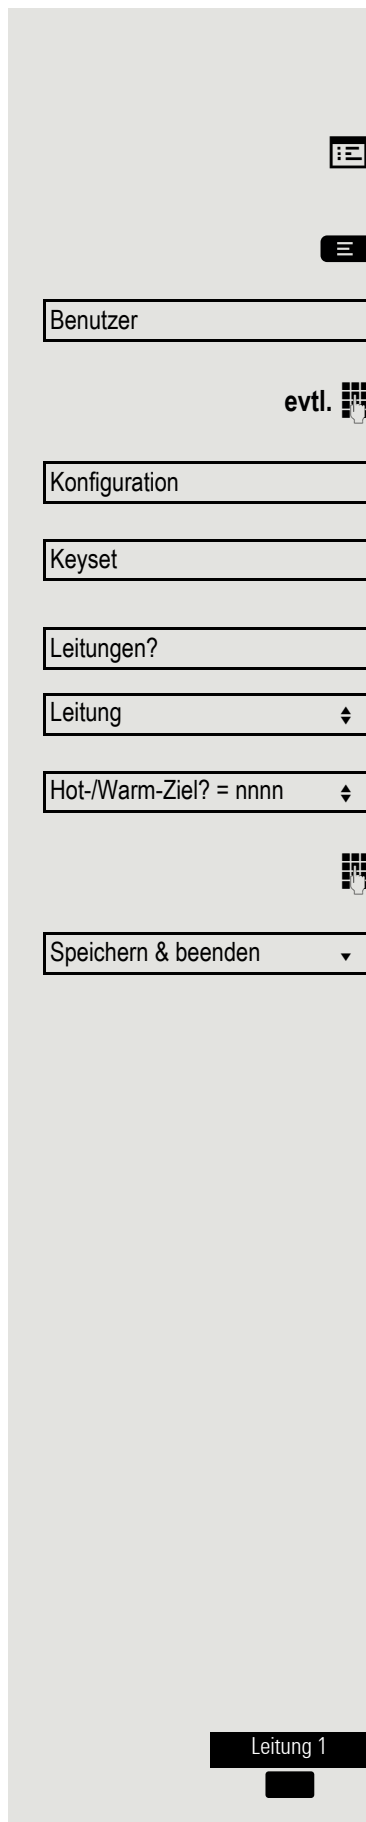 Benutzer
evtl.
Konfiguration
Keyset
Leitungen?
Leitung
Hot-/Warm-Ziel? = nnnn
Speichern & beenden
Leitung 1